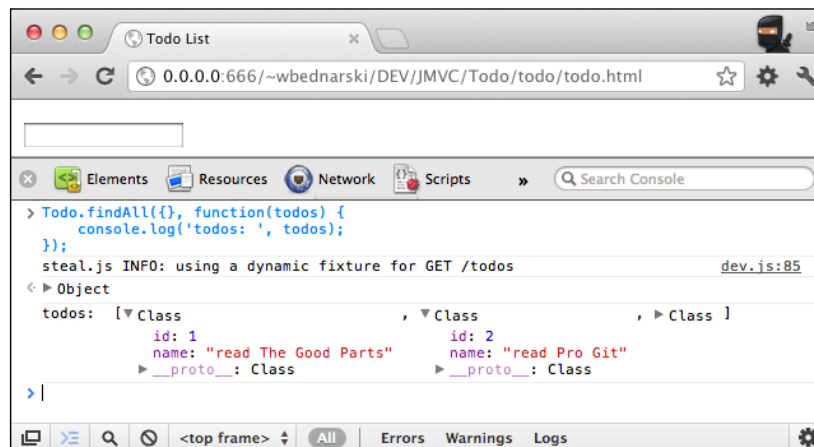 Todo List
0.0.0.0:666/~wbednarski/DEV/JMVC/Todo/todo/todo.html
Elements Resources Network Scripts » Search Console
> Todo.findAll({}, function(todos) {
console.log('todos: ', todos);
});
steal.js INFO: using a dynamic fixture for GET /todos dev.js:85
<· ▶ Object
todos: [▼ Class , ▼ Class , ▶ Class ]
id: 1 id: 2
name: "read The Good Parts" name: "read Pro Git"
▶ __proto__: Class ▶ __proto__: Class
>
<top frame> All Errors Warnings Logs